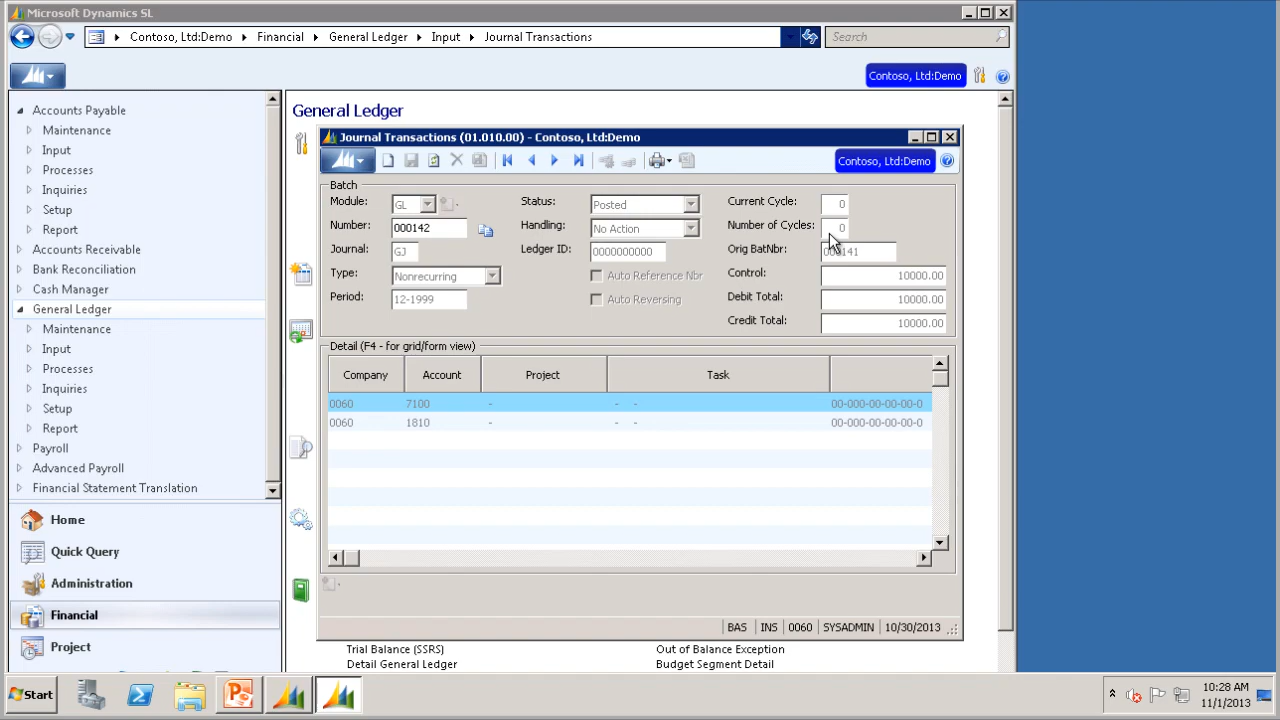 Microsoft Dynamics SL
Contoso, Ltd:Demo Financial General Ledger Input Journal Transactions Search
Contoso, Ltd:Demo
Accounts Payable
Maintenance
Input
Processes
Inquiries
Setup
Report
Accounts Receivable
Bank Reconciliation
Cash Manager
General Ledger
Maintenance
Input
Processes
Inquiries
Setup
Report
Payroll
Advanced Payroll
Financial Statement Translation
Home
Quick Query
Administration
Financial
Project
General Ledger
Journal Transactions (01.010.00) - Contoso, Ltd:Demo
Contoso, Ltd:Demo
Batch
Module: GL Status: Posted Current Cycle: 0
Number: 000142 Handling: No Action Number of Cycles: 0
Journal: GJ Ledger ID: 0000000000 Orig BatNbr: 000141
Type: Nonrecurring Auto Reference Nbr Control: 10000.00
Period: 12-1999 Auto Reversing Debit Total: 10000.00
Credit Total: 10000.00
Detail (F4 - for grid/form view)
Company Account Project Task
0060 7100 - - - 00-000-00-00-00-0
0060 1810 - - - 00-000-00-00-00-0
BAS INS 0060 SYSADMIN 10/30/2013
Trial Balance (SSRS) Out of Balance Exception
Detail General Ledger Budget Segment Detail
Start 10:28 AM
11/1/2013